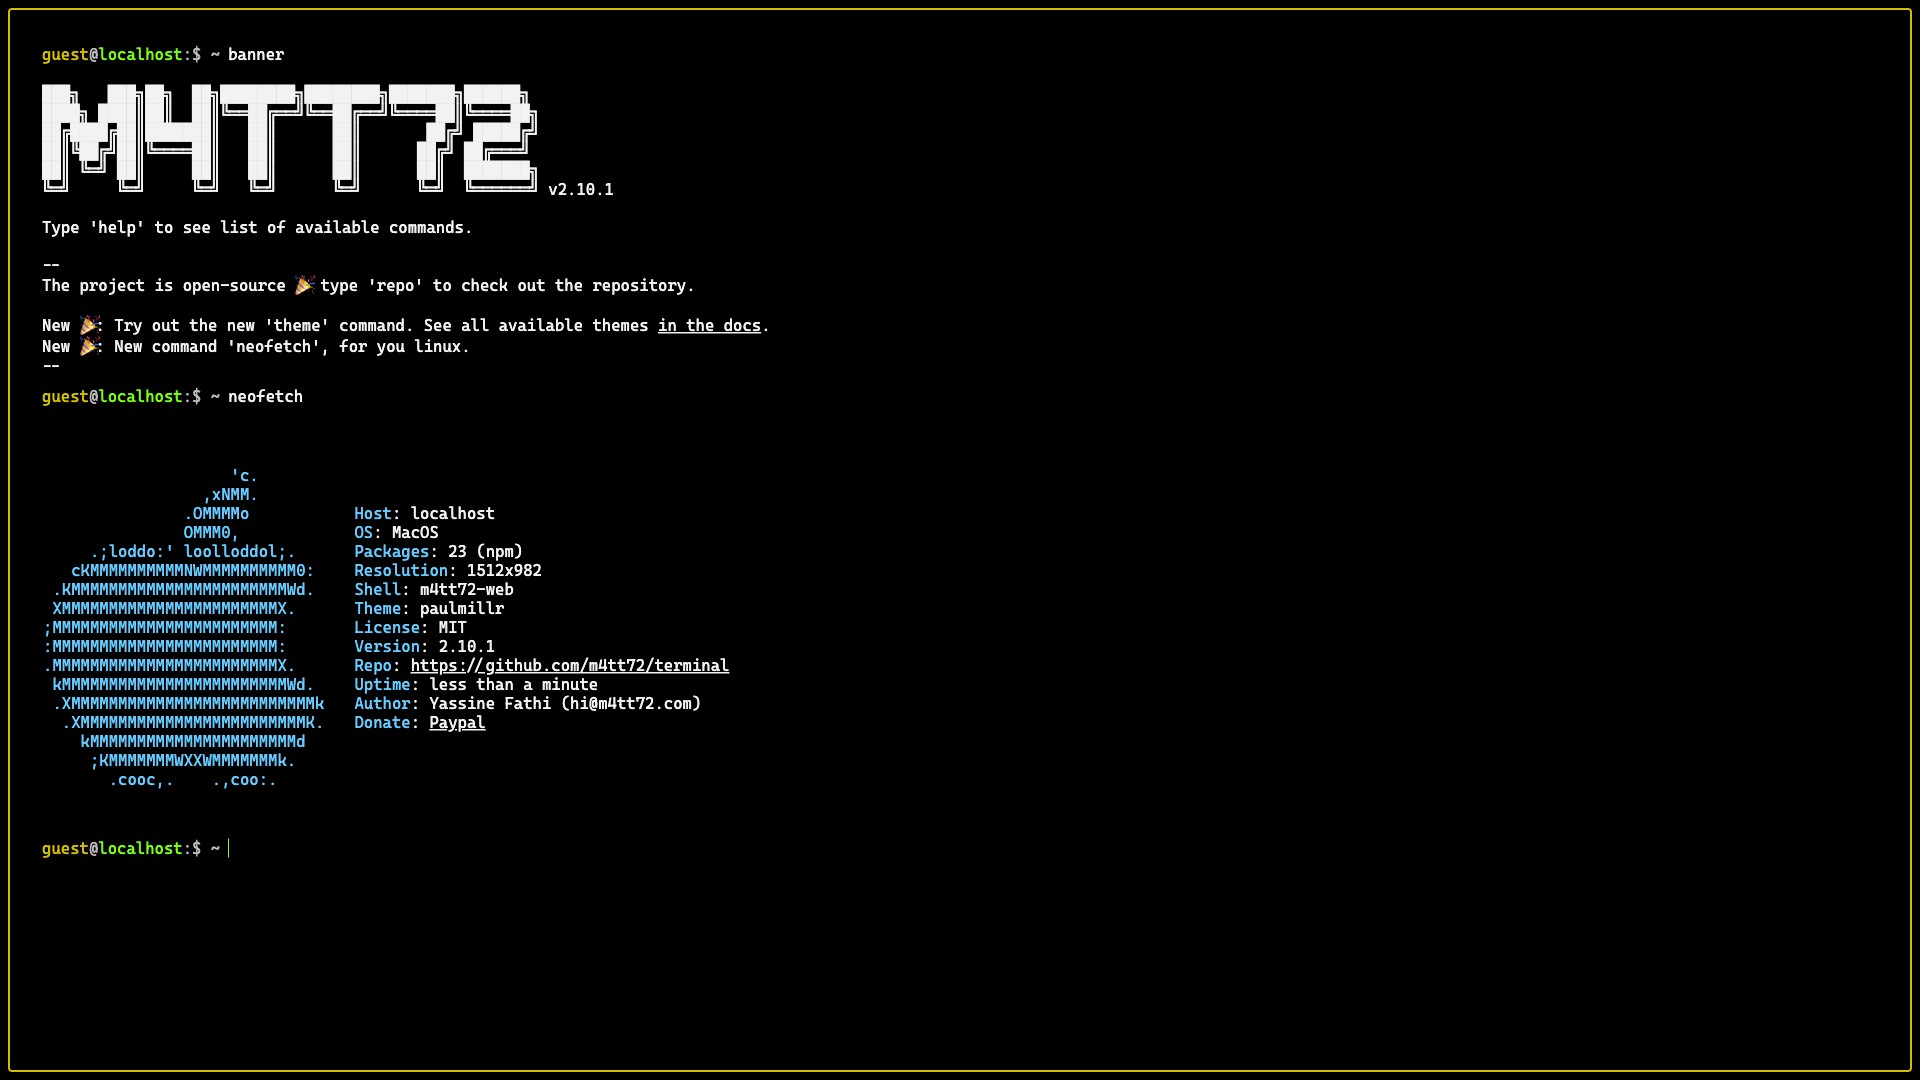 guest@localhost:$ ~ banner
M4TT72
v2.10.1
Type 'help' to see list of available commands.
--
The project is open-source 🎉 type 'repo' to check out the repository.
New 🎉: Try out the new 'theme' command. See all available themes in the docs.
New 🎉: New command 'neofetch', for you linux.
--
guest@localhost:$ ~ neofetch
                    'c.
                 ,xNMM.
               .OMMMMo           Host: localhost
               OMMM0,            OS: MacOS
     .;loddo:' loolloddol;.      Packages: 23 (npm)
   cKMMMMMMMMMMNWMMMMMMMMMM0:    Resolution: 1512x982
 .KMMMMMMMMMMMMMMMMMMMMMMMWd.    Shell: m4tt72-web
 XMMMMMMMMMMMMMMMMMMMMMMMX.      Theme: paulmillr
;MMMMMMMMMMMMMMMMMMMMMMMM:       License: MIT
:MMMMMMMMMMMMMMMMMMMMMMMM:       Version: 2.10.1
.MMMMMMMMMMMMMMMMMMMMMMMMX.      Repo: https://github.com/m4tt72/terminal
 kMMMMMMMMMMMMMMMMMMMMMMMMWd.    Uptime: less than a minute
 .XMMMMMMMMMMMMMMMMMMMMMMMMMMk   Author: Yassine Fathi (hi@m4tt72.com)
  .XMMMMMMMMMMMMMMMMMMMMMMMMK.   Donate: Paypal
    kMMMMMMMMMMMMMMMMMMMMMMd
     ;KMMMMMMMWXXWMMMMMMMk.
       .cooc,.    .,coo:.
guest@localhost:$ ~